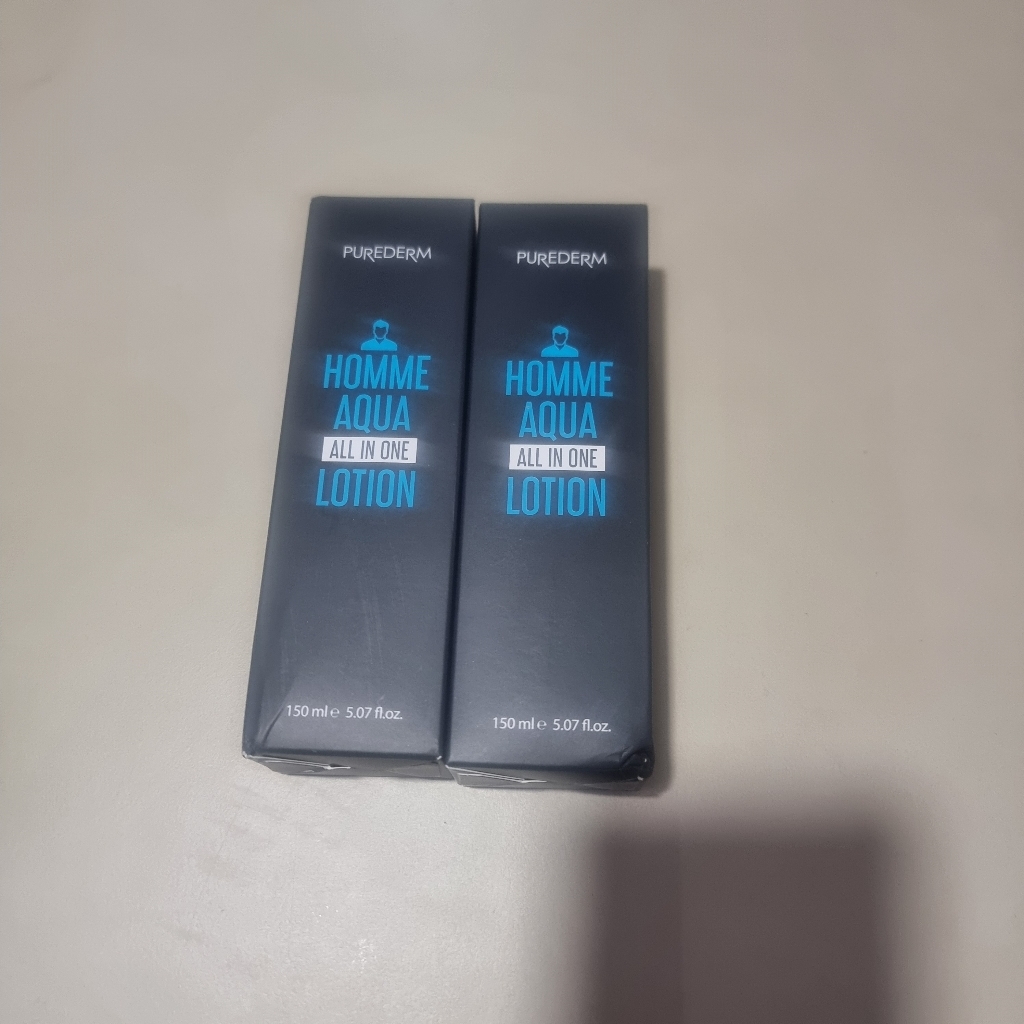 PUREDERM
HOMME
AQUA
ALL IN ONE
LOTION
150 ml ℮ 5.07 fl.oz.
PUREDERM
HOMME
AQUA
ALL IN ONE
LOTION
150 ml ℮ 5.07 fl.oz.